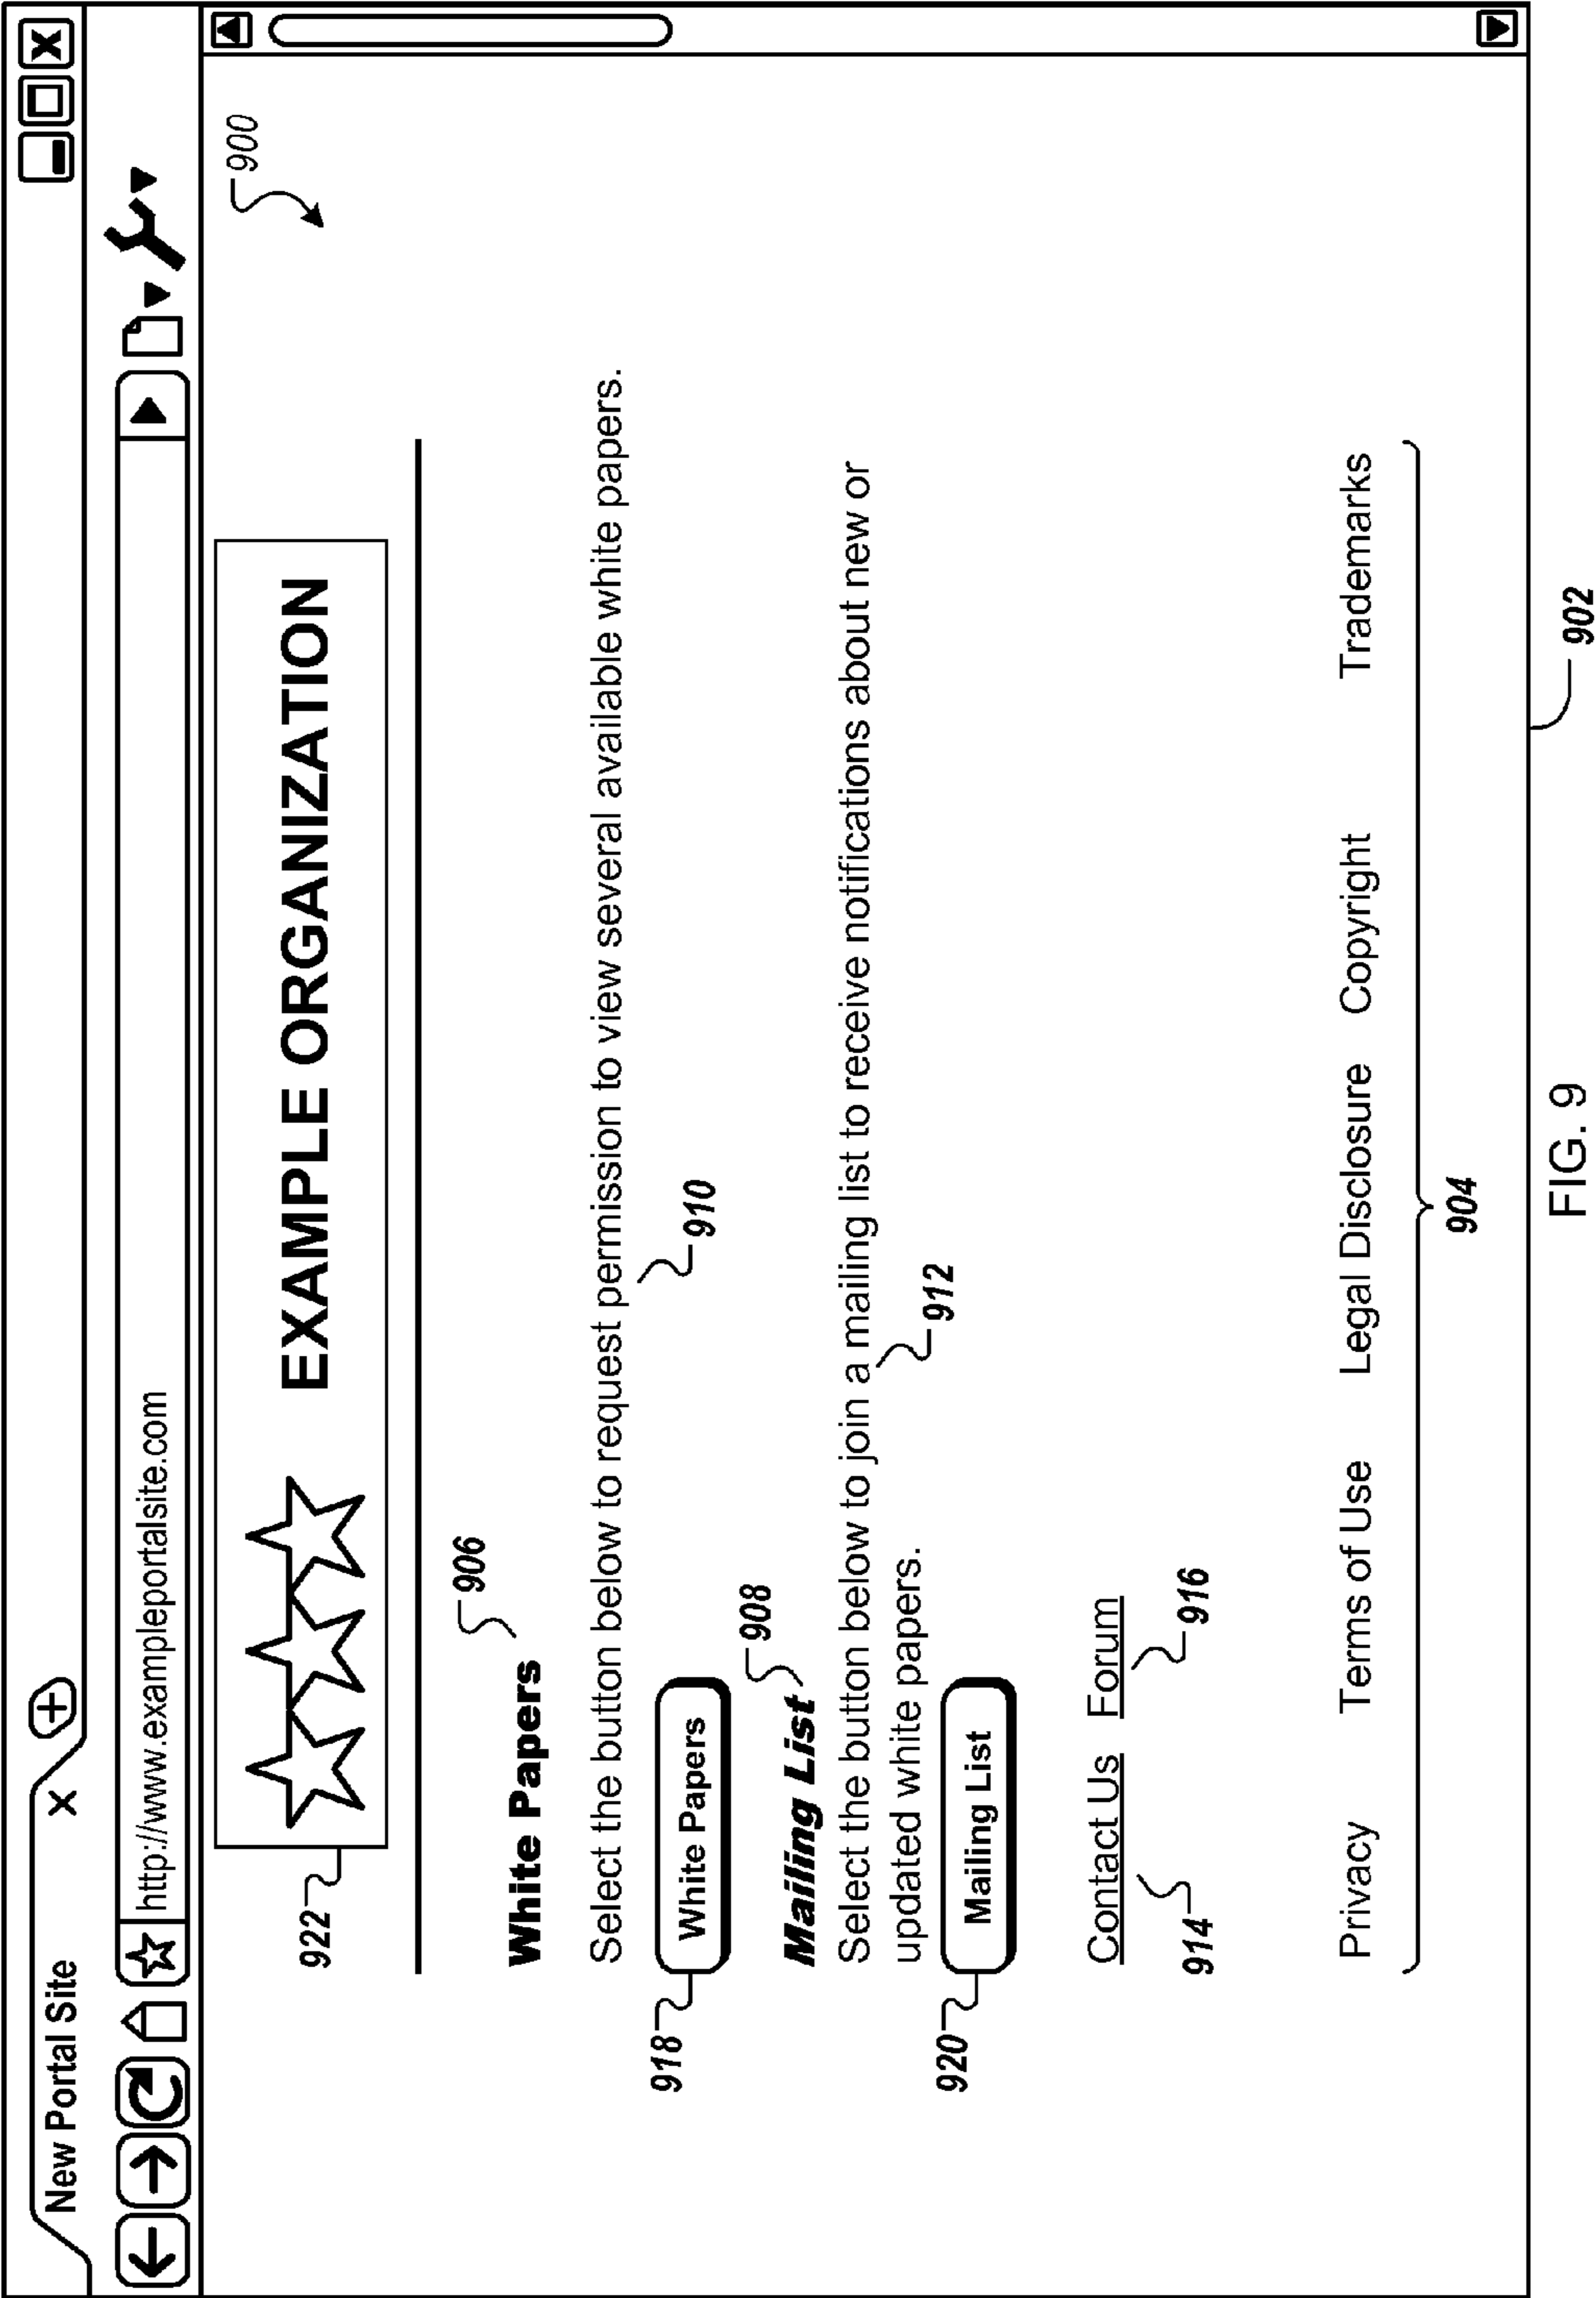 New Portal Site X
http://www.exampleportalsite.com
900
922
EXAMPLE ORGANIZATION
906
White Papers
Select the button below to request permission to view several available white papers.
910
918
White Papers
908
Mailing List
Select the button below to join a mailing list to receive notifications about new or
updated white papers.
912
920
Mailing List
Contact Us Forum
914
916
Privacy Terms of Use Legal Disclosure Copyright Trademarks
904
902
FIG. 9